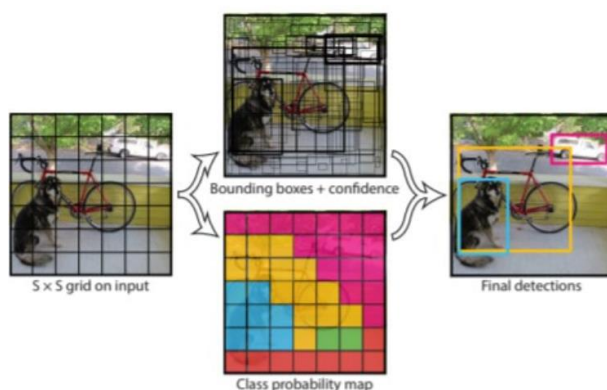 Bounding boxes + confidence
S × S grid on input
Final detections
Class probability map